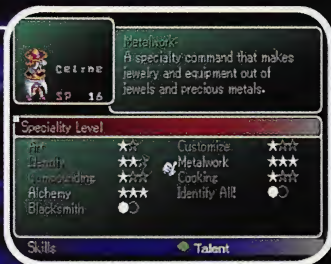 Metalwork
A specialty command that makes
jewelry and equipment out of
jewels and precious metals.
Celine
SP 16
Speciality Level
Art
Identify
Compounding
Alchemy
Blacksmith
Customize
Metalwork
Cooking
Identify All!
Skills
Talent